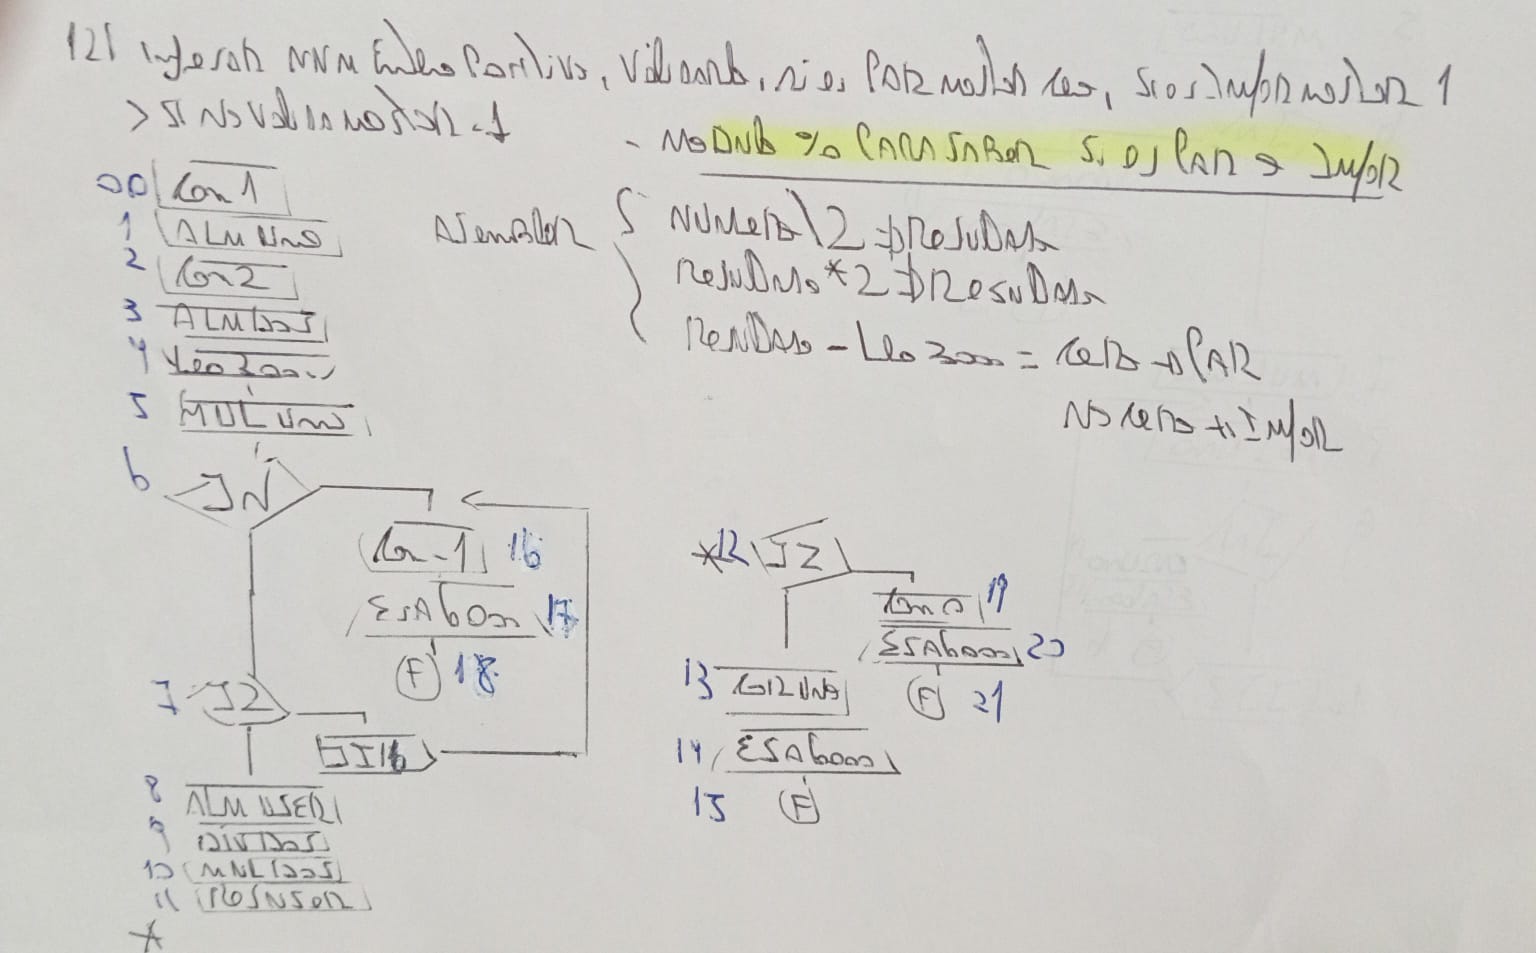 12) ingresar num Entero Positivo, Validando, si es PAR mostrar cero, Si es Impar mostrar 1
> SI No Valido mostrar -1
- MODULO % PARA SABER Si es PAR o ImpAR
00 Con 1
1 ALM UNO
2 Con 2
3 ALM DOS
4 Leo 300
5 MUL UNO
Asembler
NUMERO \ 2 → Resultado
Resultado * 2 → Resultado
Resultado - Leo 300 = Cero → PAR
No Cero → Impar
6 JN
Con -1 16
ESA 600 17
F 18
7 JZ
JI 16
8 ALM USER
9 DIV DOS
10 MUL DOS
11 RES USER
*
*12 JZ
Con 0 19
ESA 600 20
F 21
13 CAR UNO
14 ESA 600
15 F